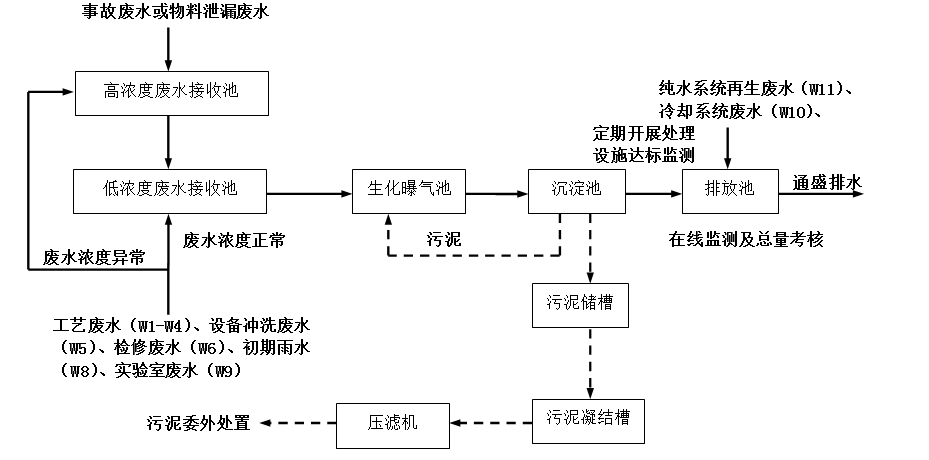 事故废水或物料泄漏废水
高浓度废水接收池
纯水系统再生废水（W11）、
冷却系统废水（W10）、
定期开展处理
设施达标监测
低浓度废水接收池
生化曝气池
沉淀池
排放池
通盛排水
废水浓度正常
污泥
在线监测及总量考核
废水浓度异常
污泥储槽
工艺废水（W1-W4）、设备冲洗废水
（W5）、检修废水（W6）、初期雨水
（W8）、实验室废水（W9）
污泥委外处置
压滤机
污泥凝结槽